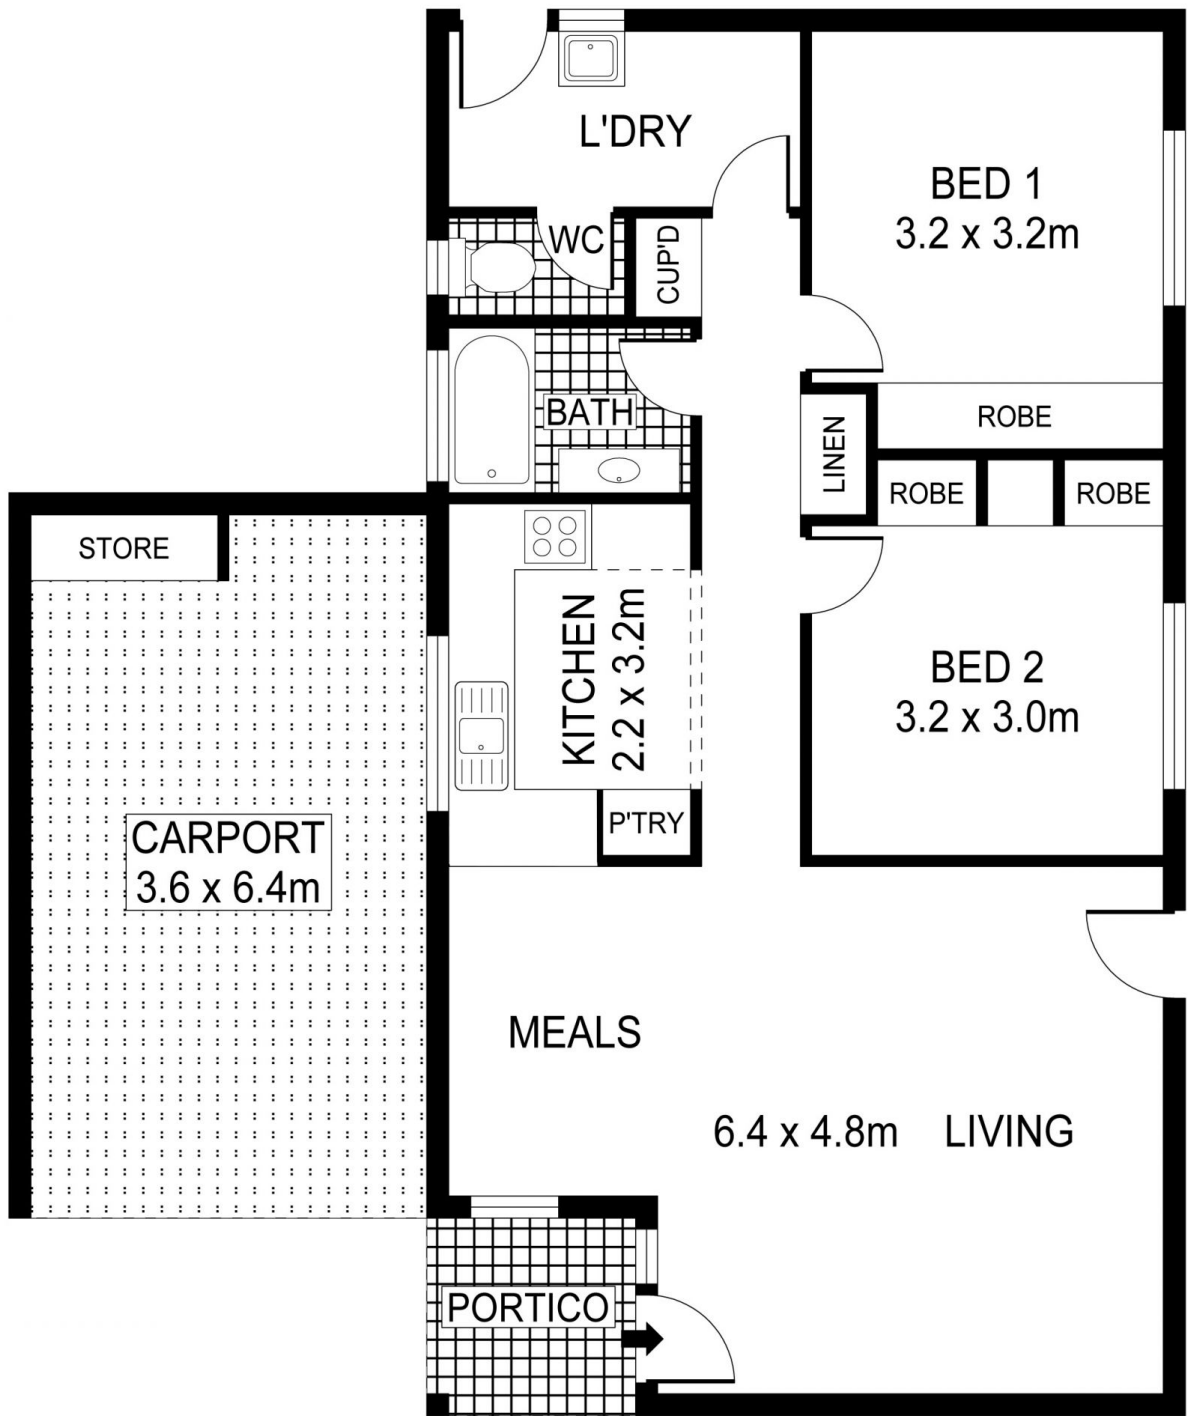 L'DRY
BED 1
3.2 x 3.2m
WC
CUP'D
BATH
LINEN
ROBE
ROBE
ROBE
STORE
KITCHEN
2.2 x 3.2m
BED 2
3.2 x 3.0m
P'TRY
CARPORT
3.6 x 6.4m
MEALS
6.4 x 4.8m LIVING
PORTICO